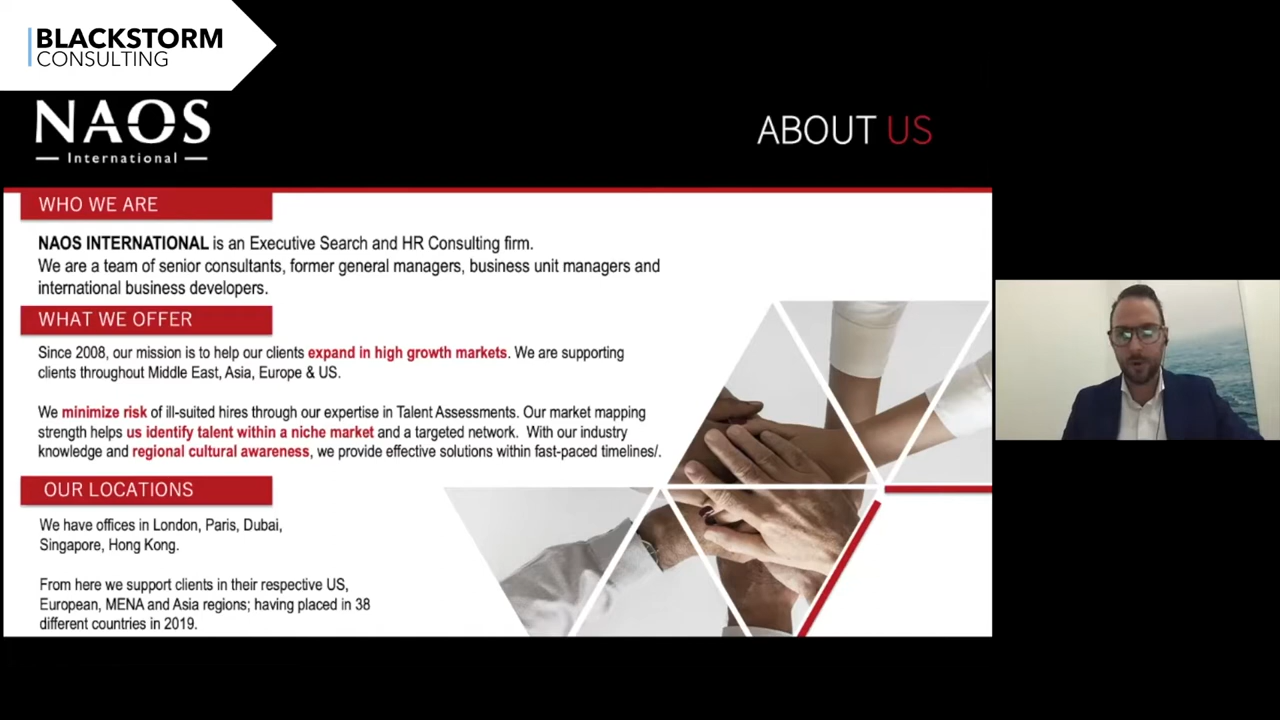 BLACKSTORM
CONSULTING
NAOS
International
ABOUT US
WHO WE ARE
NAOS INTERNATIONAL is an Executive Search and HR Consulting firm.
We are a team of senior consultants, former general managers, business unit managers and
international business developers.
WHAT WE OFFER
Since 2008, our mission is to help our clients expand in high growth markets. We are supporting
clients throughout Middle East, Asia, Europe & US.
We minimize risk of ill-suited hires through our expertise in Talent Assessments. Our market mapping
strength helps us identify talent within a niche market and a targeted network. With our industry
knowledge and regional cultural awareness, we provide effective solutions within fast-paced timelines/.
OUR LOCATIONS
We have offices in London, Paris, Dubai,
Singapore, Hong Kong.
From here we support clients in their respective US,
European, MENA and Asia regions; having placed in 38
different countries in 2019.